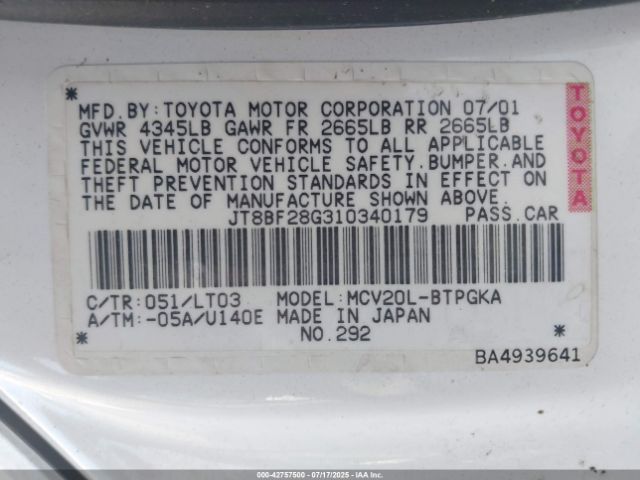 MFD.BY:TOYOTA MOTOR CORPORATION 07/01
GVWR 4345LB GAWR FR 2665LB RR 2665LB
THIS VEHICLE CONFORMS TO ALL APPLICABLE
FEDERAL MOTOR VEHICLE SAFETY.BUMPER.AND
THEFT PREVENTION STANDARDS IN EFFECT ON
THE DATE OF MANUFACTURE SHOWN ABOVE.
JT8BF28G310340179 PASS.CAR
TOYOTA
C/TR:051/LT03 MODEL:MCV20L-BTPGKA
A/TM:-05A/U140E MADE IN JAPAN
NO.292
BA4939641
000-42757500 - 07/17/2025 - IAAI.COM